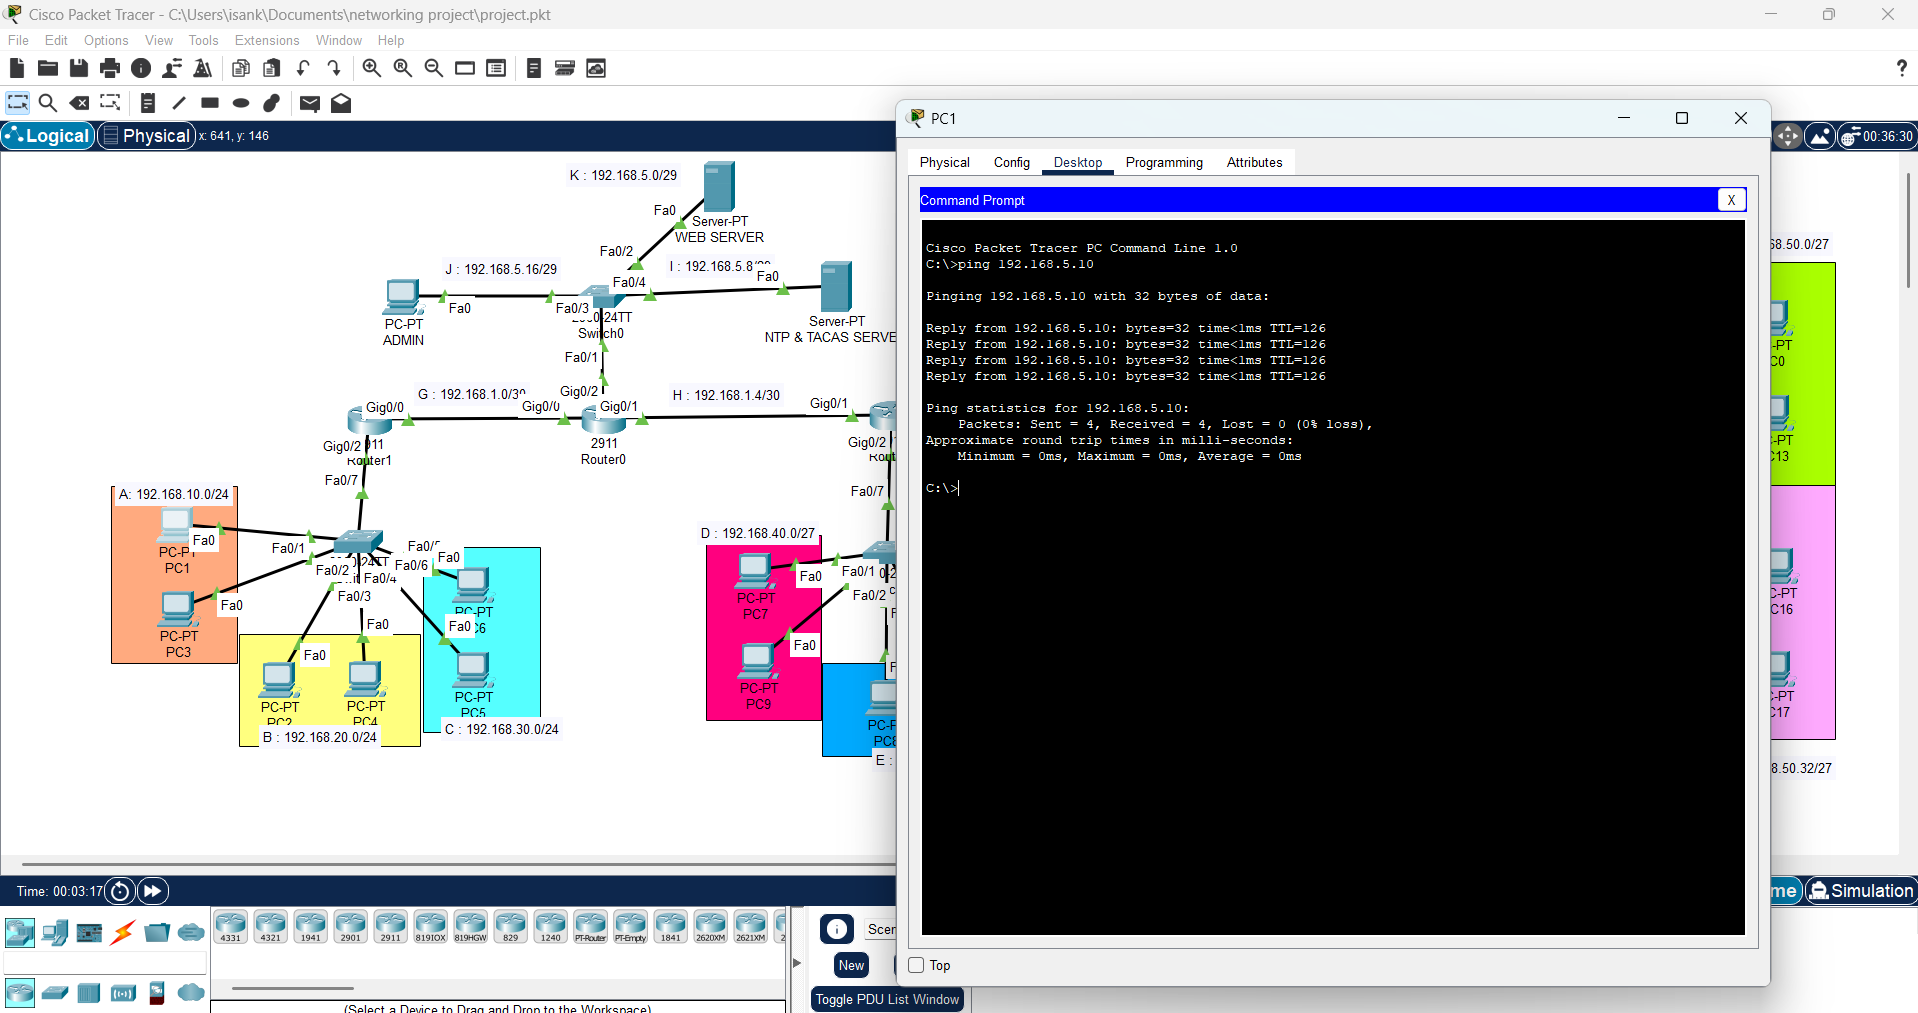 Cisco Packet Tracer - C:\Users\isank\Documents\networking project\project.pkt
File Edit Options View Tools Extensions Window Help
Logical Physical x: 641, y: 146
00:36:30
K : 192.168.5.0/29
Fa0
Server-PT
WEB SERVER
Fa0/2
J : 192.168.5.16/29
I : 192.168.5.8
Fa0
Fa0/4
Fa0
Fa0/3
24TT
Switch0
PC-PT
ADMIN
Server-PT
NTP & TACAS SERVE
Fa0/1
G : 192.168.1.0/30
Gig0/2
H : 192.168.1.4/30
Gig0/0
Gig0/0
Gig0/1
Gig0/1
2911
Router0
Gig0/2
Router1
Gig0/2
Fa0/7
Fa0/7
A: 192.168.10.0/24
Fa0
PC-PT
PC1
Fa0/1
Fa0/2
Fa0/3
Fa0/4
Fa0/6
Fa0
Fa0
PC-PT
PC3
Fa0
Fa0
PC-PT
PC2
PC-PT
PC4
B : 192.168.20.0/24
PC-PT
Fa0
PC-PT
PC5
C : 192.168.30.0/24
D : 192.168.40.0/27
Fa0
Fa0/1
Fa0/2
PC-PT
PC7
Fa0
PC-PT
PC9
E :
PC1
Physical Config Desktop Programming Attributes
Command Prompt X
Cisco Packet Tracer PC Command Line 1.0
C:\>ping 192.168.5.10
Pinging 192.168.5.10 with 32 bytes of data:
Reply from 192.168.5.10: bytes=32 time<1ms TTL=126
Reply from 192.168.5.10: bytes=32 time<1ms TTL=126
Reply from 192.168.5.10: bytes=32 time<1ms TTL=126
Reply from 192.168.5.10: bytes=32 time<1ms TTL=126
Ping statistics for 192.168.5.10:
Packets: Sent = 4, Received = 4, Lost = 0 (0% loss),
Approximate round trip times in milli-seconds:
Minimum = 0ms, Maximum = 0ms, Average = 0ms
C:\>
Top
8.50.0/27
-PT
C0
-PT
C13
-PT
C16
-PT
C17
8.50.32/27
Time: 00:03:17
me Simulation
4331 4321 1941 2901 2911 819IOX 819HGW 829 1240 PT-Router PT-Empty 1841 2620XM 2621XM
Scen
New
Toggle PDU List Window
(Select a Device to Drag and Drop to the Workspace)